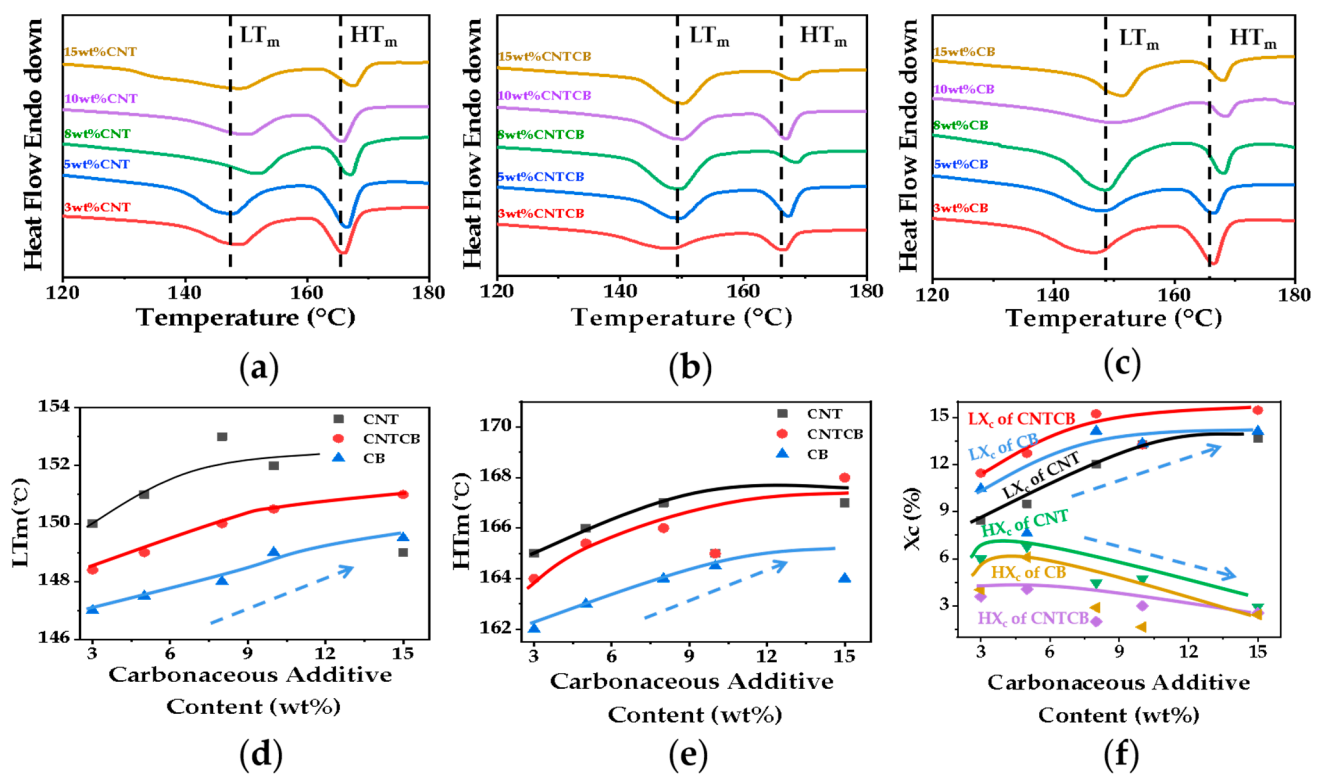 LTm HTm
15wt%CNT
10wt%CNT
8wt%CNT
5wt%CNT
3wt%CNT
Heat Flow Endo down
120 140 160 180
Temperature (°C)
(a)
LTm HTm
15wt%CNTCB
10wt%CNTCB
8wt%CNTCB
5wt%CNTCB
3wt%CNTCB
Heat Flow Endo down
120 140 160 180
Temperature (°C)
(b)
LTm HTm
15wt%CB
10wt%CB
8wt%CB
5wt%CB
3wt%CB
Heat Flow Endo down
120 140 160 180
Temperature (°C)
(c)
154
152
150
148
146
LTm(℃)
CNT
CNTCB
CB
3 6 9 12 15
Carbonaceous Additive
Content (wt%)
(d)
170
168
166
164
162
HTm(℃)
CNT
CNTCB
CB
3 6 9 12 15
Carbonaceous Additive
Content (wt%)
(e)
15
12
9
6
3
Xc (%)
LXc of CNTCB
LXc of CB
LXc of CNT
HXc of CNT
HXc of CB
HXc of CNTCB
3 6 9 12 15
Carbonaceous Additive
Content (wt%)
(f)